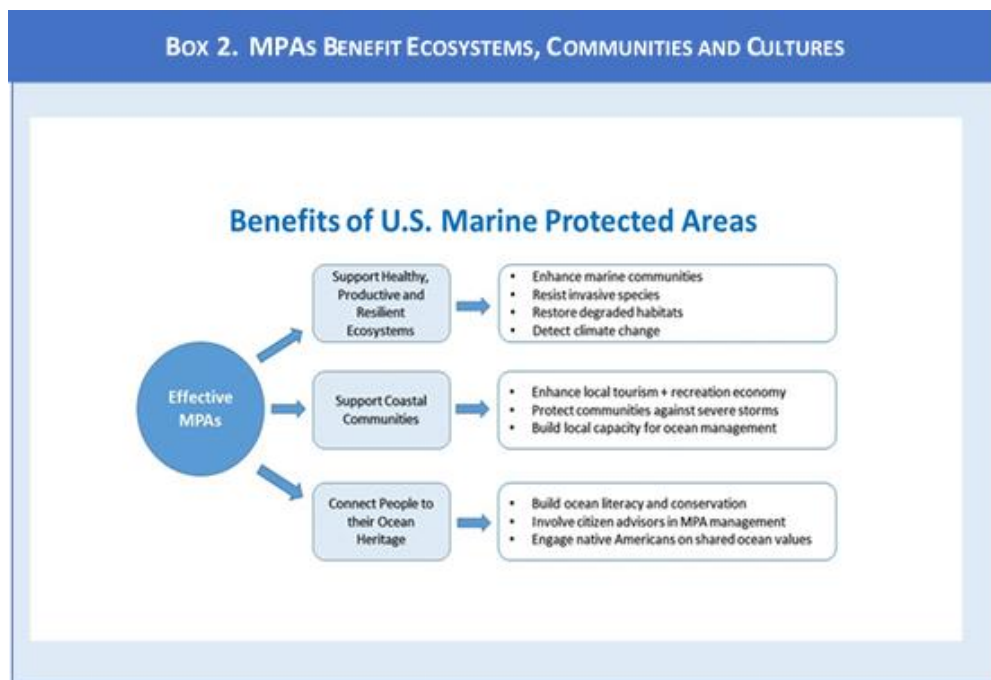 BOX 2. MPAS BENEFIT ECOSYSTEMS, COMMUNITIES AND CULTURES
Benefits of U.S. Marine Protected Areas
Effective
MPAs
Support Healthy,
Productive and
Resilient
Ecosystems
• Enhance marine communities
• Resist invasive species
• Restore degraded habitats
• Detect climate change
Support Coastal
Communities
• Enhance local tourism + recreation economy
• Protect communities against severe storms
• Build local capacity for ocean management
Connect People to
their Ocean
Heritage
• Build ocean literacy and conservation
• Involve citizen advisors in MPA management
• Engage native Americans on shared ocean values